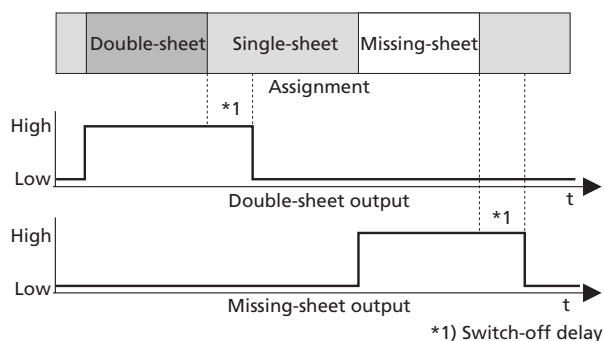 Double-sheet Single-sheet Missing-sheet
Assignment
*1
High
Low
Double-sheet output t
*1
High
Low
Missing-sheet output t
*1) Switch-off delay